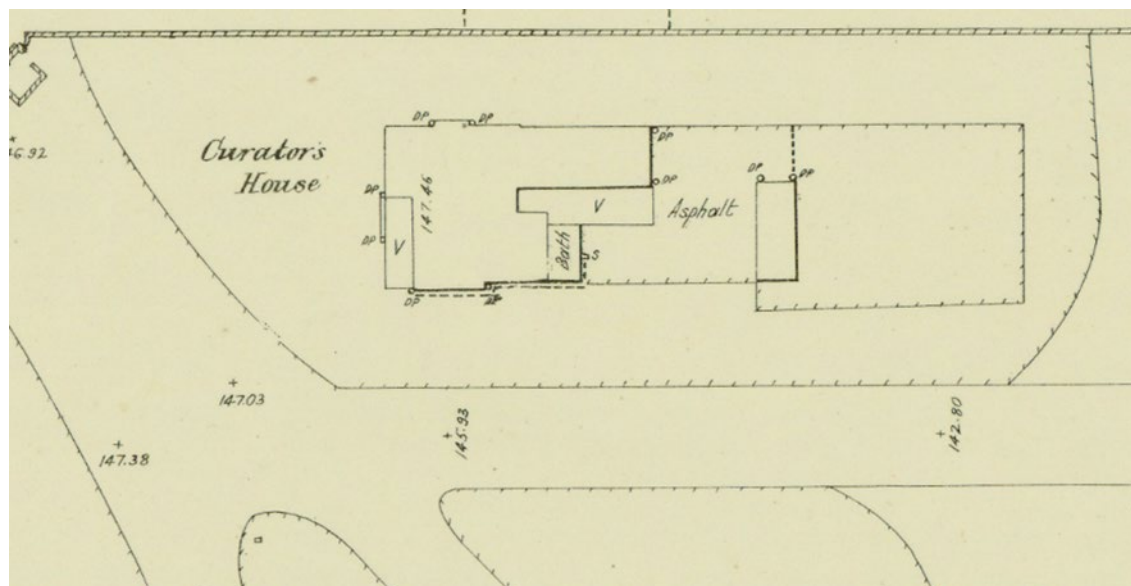 DP
DP
Curator's
House
46.92
DP
DP
147.46
V
DP
V
DP
DP
Asphalt
DP
DP
Bath
S
DP
147.03
147.38
145.93
142.80